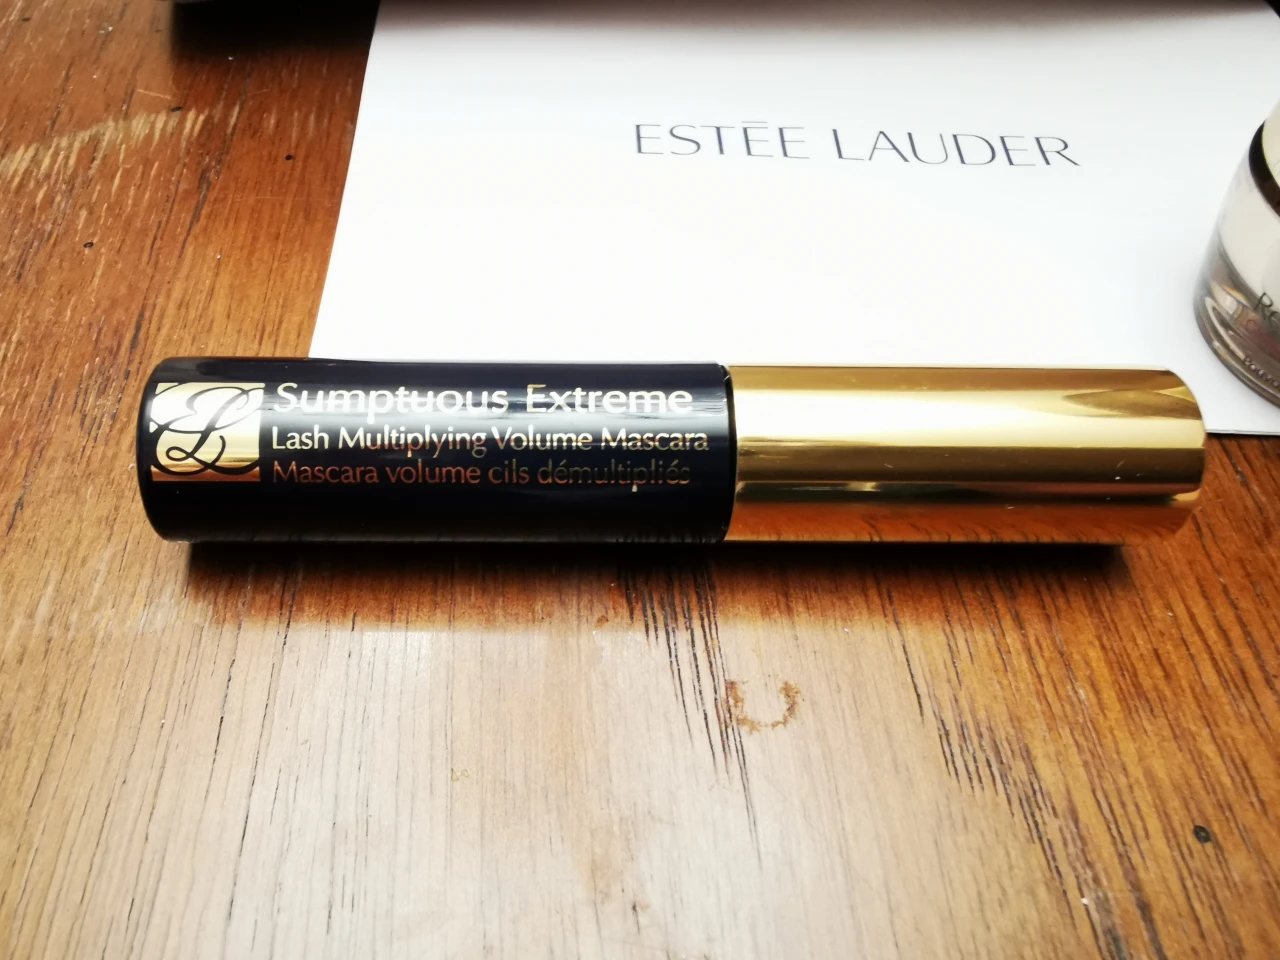 ESTĒE LAUDER
Sumptuous Extreme
Lash Multiplying Volume Mascara
Mascara volume cils démultipliés